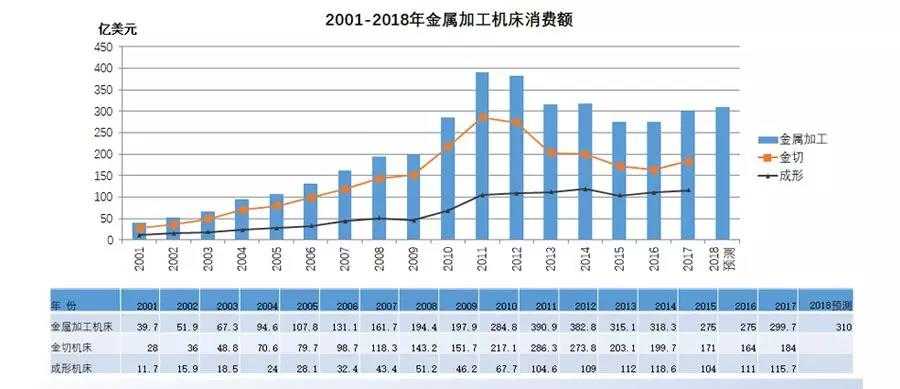 2001-2018年金属加工机床消费额
亿美元
450
400
350
300
250
200
150
100
50
0
金属加工
金切
成形
2001 2002 2003 2004 2005 2006 2007 2008 2009 2010 2011 2012 2013 2014 2015 2016 2017 2018预测
年 份 2001 2002 2003 2004 2005 2006 2007 2008 2009 2010 2011 2012 2013 2014 2015 2016 2017 2018预测
金属加工机床 39.7 51.9 67.3 94.6 107.8 131.1 161.7 194.4 197.9 284.8 390.9 382.8 315.1 318.3 275 275 299.7 310
金切机床 28 36 48.8 70.6 79.7 98.7 118.3 143.2 151.7 217.1 286.3 273.8 203.1 199.7 171 164 184
成形机床 11.7 15.9 18.5 24 28.1 32.4 43.4 51.2 46.2 67.7 104.6 109 112 118.6 104 111 115.7